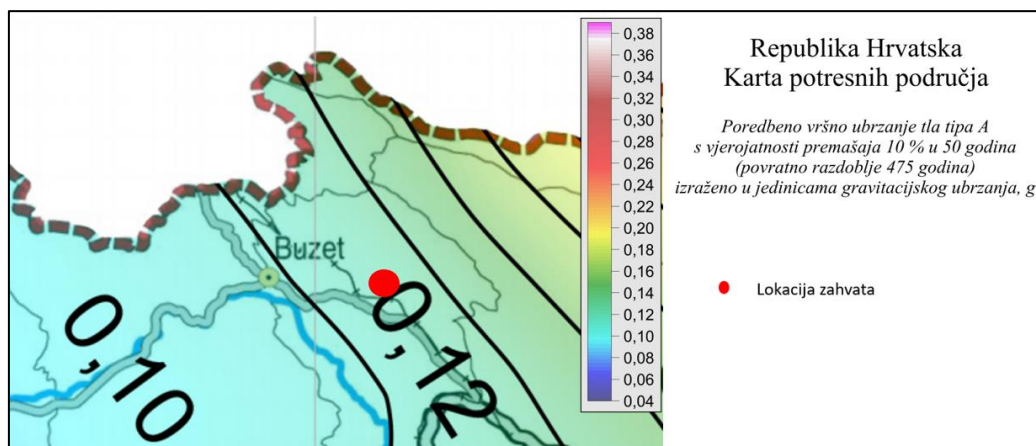 Buzet
0,10
0,12
0,38
0,36
0,34
0,32
0,30
0,28
0,26
0,24
0,22
0,20
0,18
0,16
0,14
0,12
0,10
0,08
0,06
0,04
Republika Hrvatska
Karta potresnih područja
Poredbeno vršno ubrzanje tla tipa A
s vjerojatnosti premašaja 10 % u 50 godina
(povratno razdoblje 475 godina)
izraženo u jedinicama gravitacijskog ubrzanja, g
Lokacija zahvata